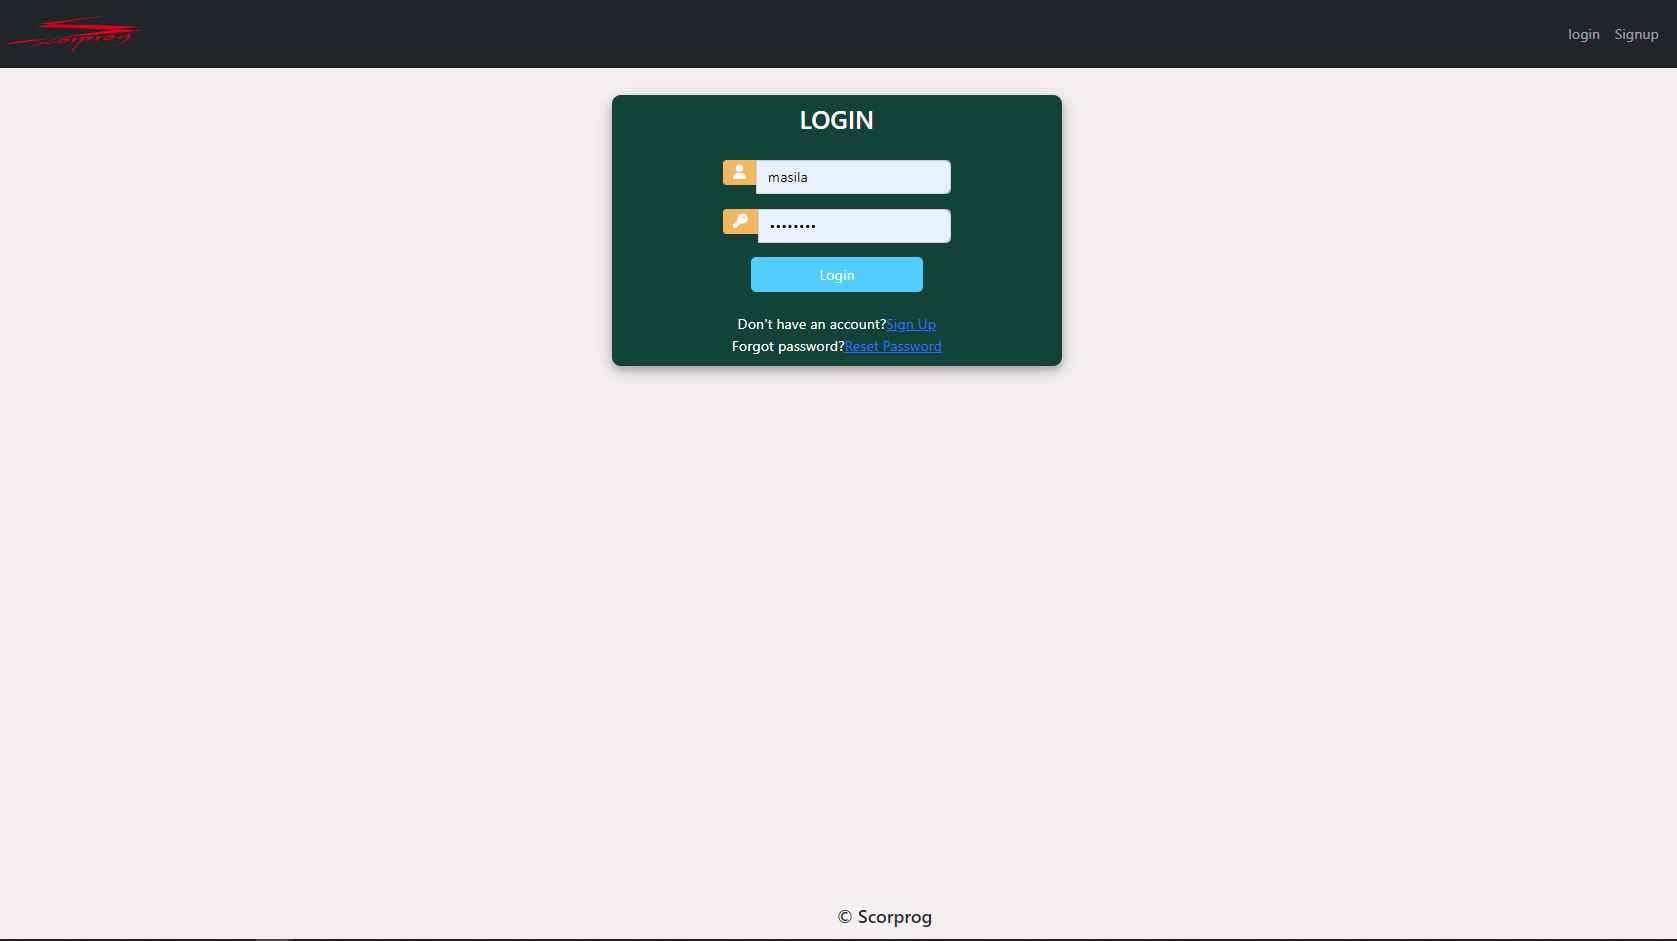 Scorprog
login Signup
LOGIN
masila
••••••••
Login
Don't have an account?Sign Up
Forgot password?Reset Password
© Scorprog